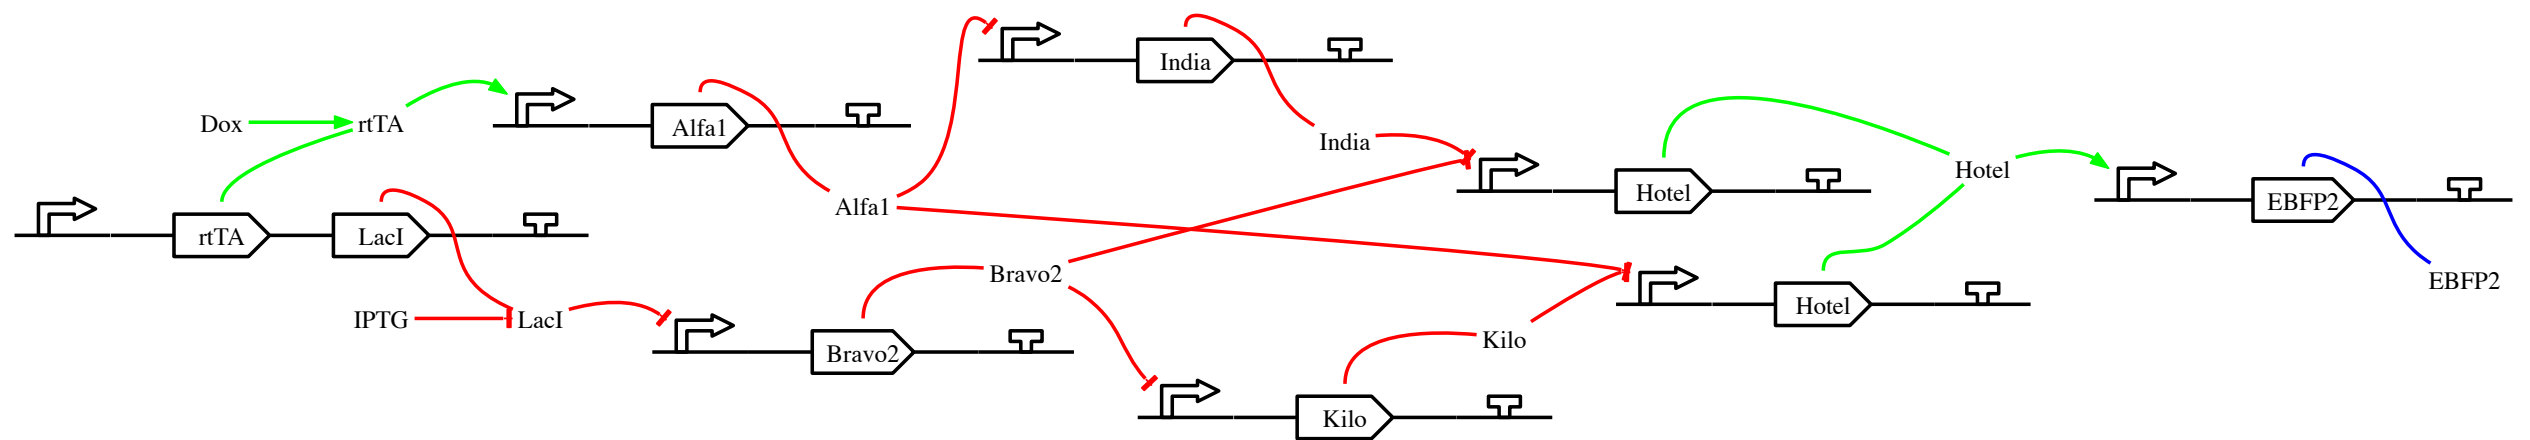 India
Dox
rtTA
Alfa1
India
Hotel
Hotel
EBFP2
Alfa1
rtTA
LacI
Bravo2
EBFP2
Hotel
IPTG
LacI
Kilo
Bravo2
Kilo